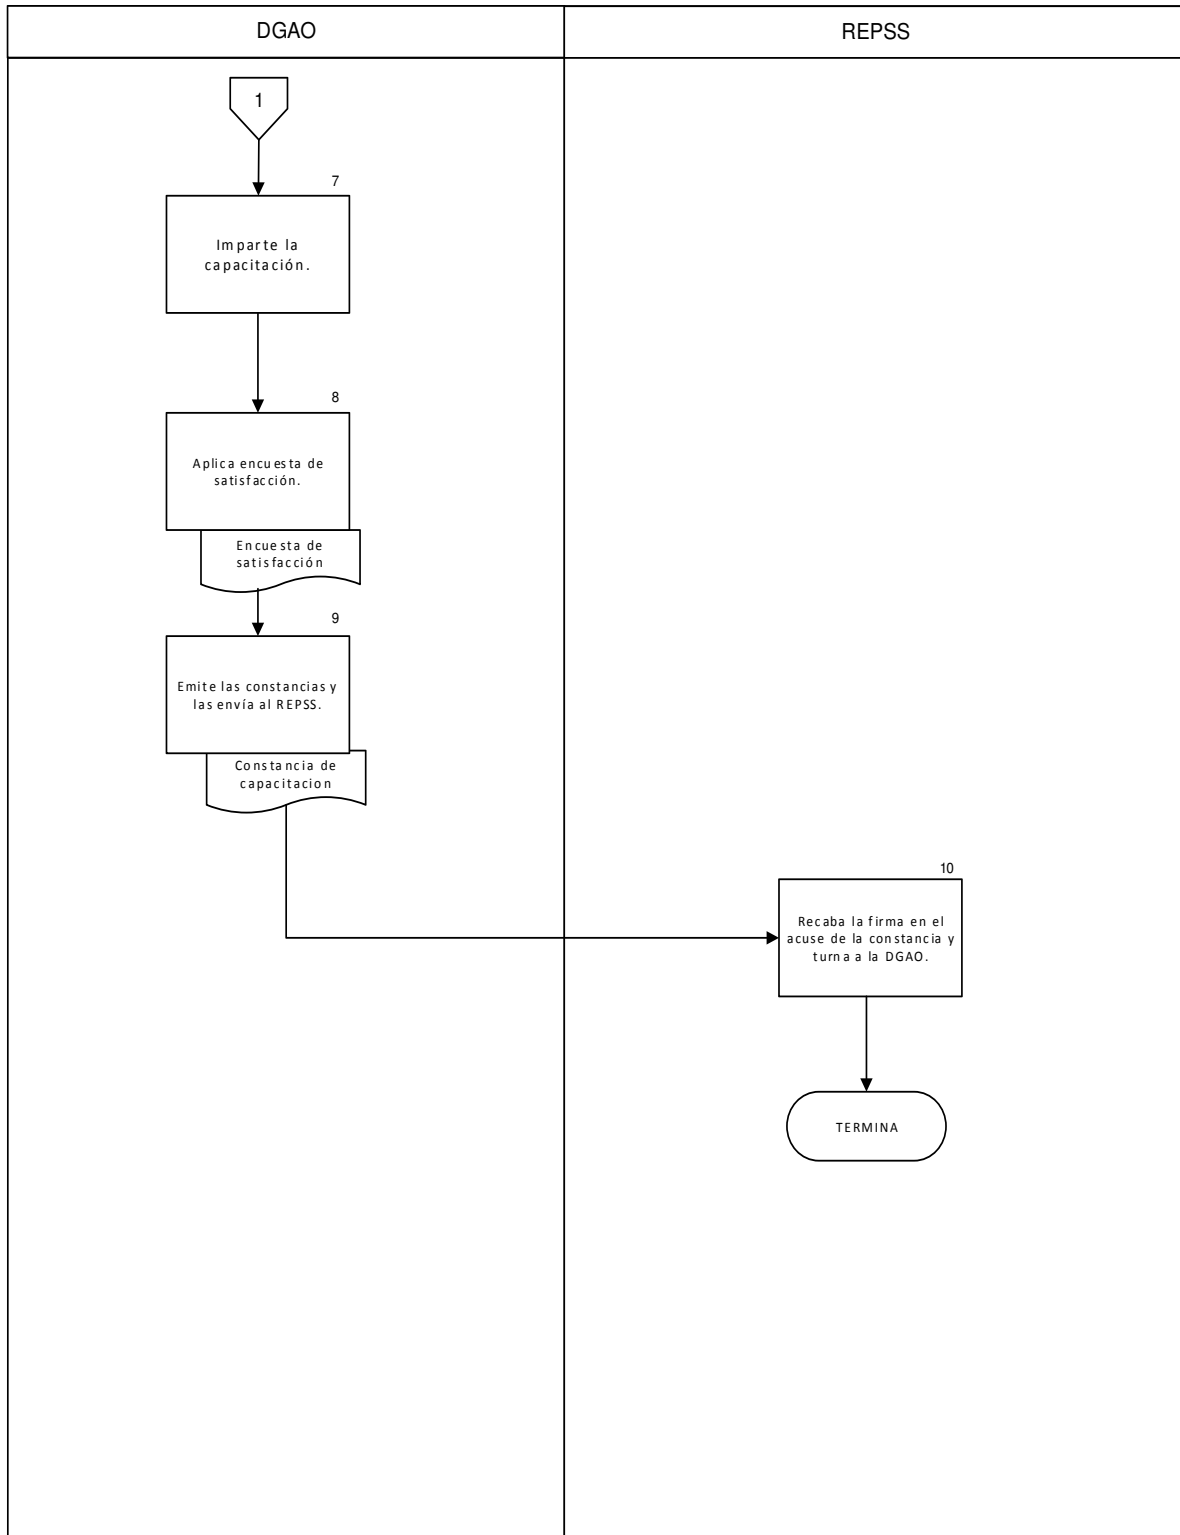 DGAO
REPSS
1
7
Imparte la
capacitación.
8
Aplica encuesta de
satisfacción.
Encuesta de
satisfacción
9
Emite las constancias y
las envía al REPSS.
Constancia de
capacitacion
10
Recaba la firma en el
acuse de la constancia y
turna a la DGAO.
TERMINA